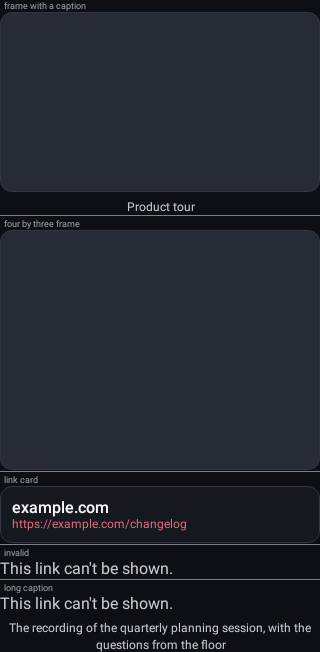 frame with a caption
Product tour
four by three frame
link card
example.com
https://example.com/changelog
invalid
This link can't be shown.
long caption
This link can't be shown.
The recording of the quarterly planning session, with the
questions from the floor